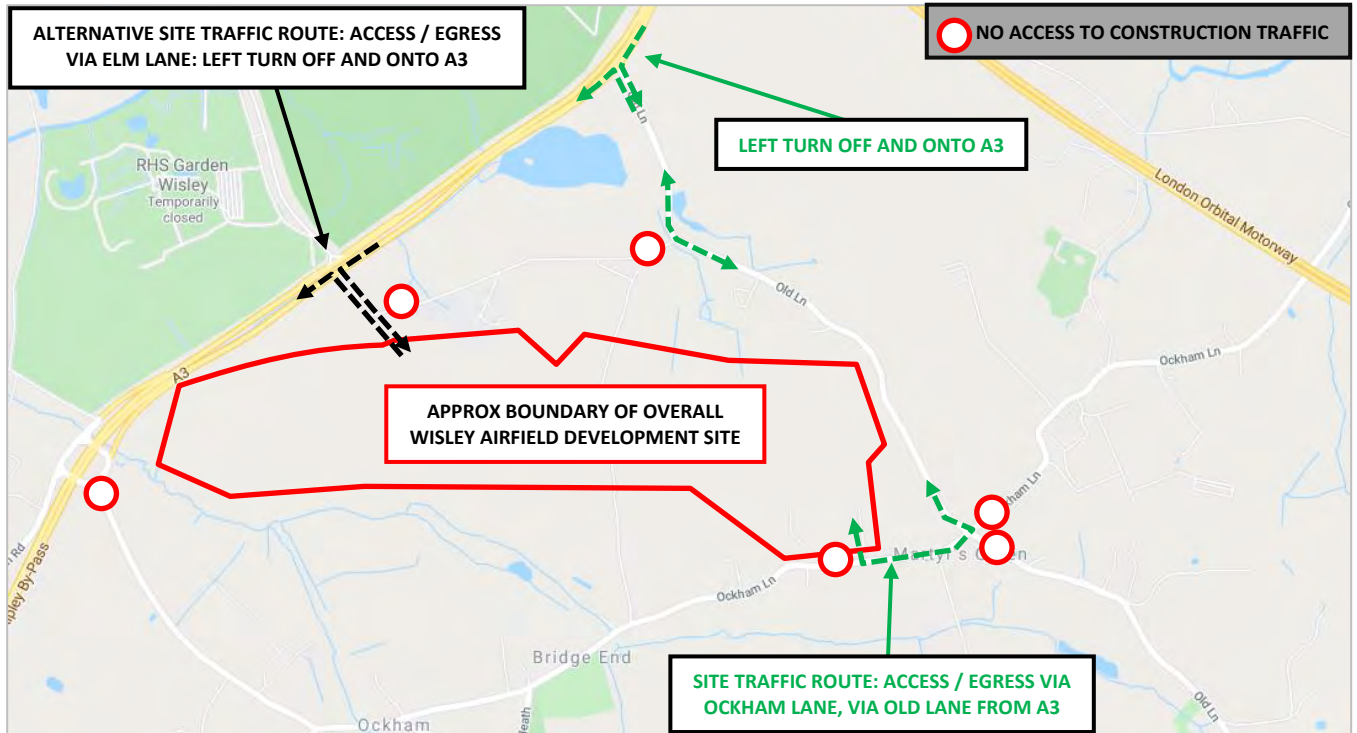 ALTERNATIVE SITE TRAFFIC ROUTE: ACCESS / EGRESS
VIA ELM LANE: LEFT TURN OFF AND ONTO A3
NO ACCESS TO CONSTRUCTION TRAFFIC
LEFT TURN OFF AND ONTO A3
RHS Garden
Wisley
Temporarily
closed
London Orbital Motorway
Old Ln
Ockham Ln
A3
APPROX BOUNDARY OF OVERALL
WISLEY AIRFIELD DEVELOPMENT SITE
Ockham Ln
Ockham Ln
Bridge End
SITE TRAFFIC ROUTE: ACCESS / EGRESS VIA
OCKHAM LANE, VIA OLD LANE FROM A3
Old Ln
Ockham
By-Pass